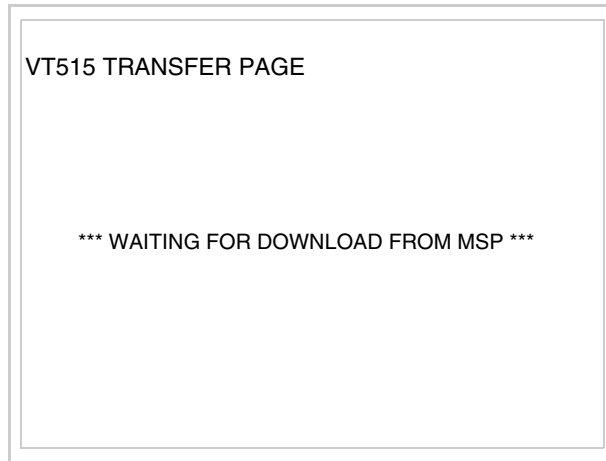 VT515 TRANSFER PAGE
*** WAITING FOR DOWNLOAD FROM MSP ***